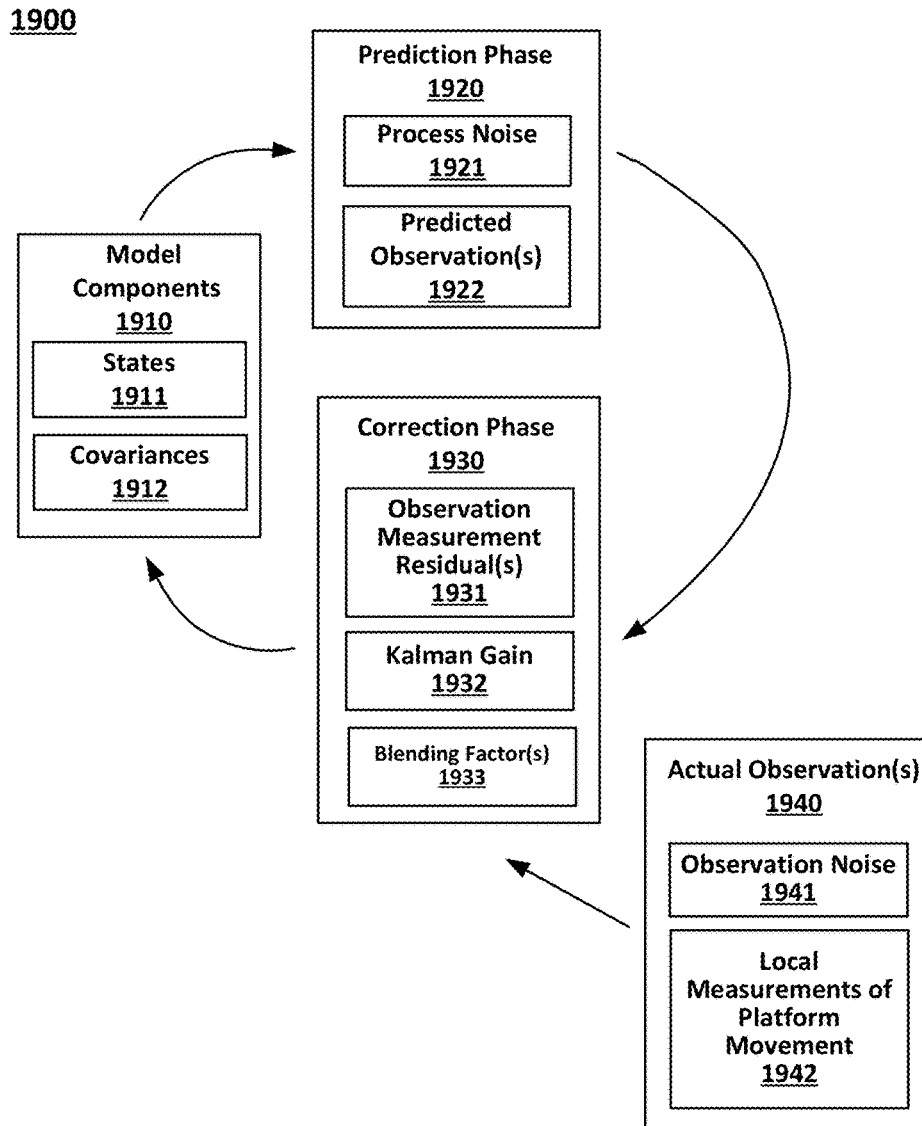 1900
Prediction Phase
1920
Process Noise
1921
Predicted
Observation(s)
1922
Model
Components
1910
States
1911
Covariances
1912
Correction Phase
1930
Observation
Measurement
Residual(s)
1931
Kalman Gain
1932
Blending Factor(s)
1933
Actual Observation(s)
1940
Observation Noise
1941
Local
Measurements of
Platform
Movement
1942